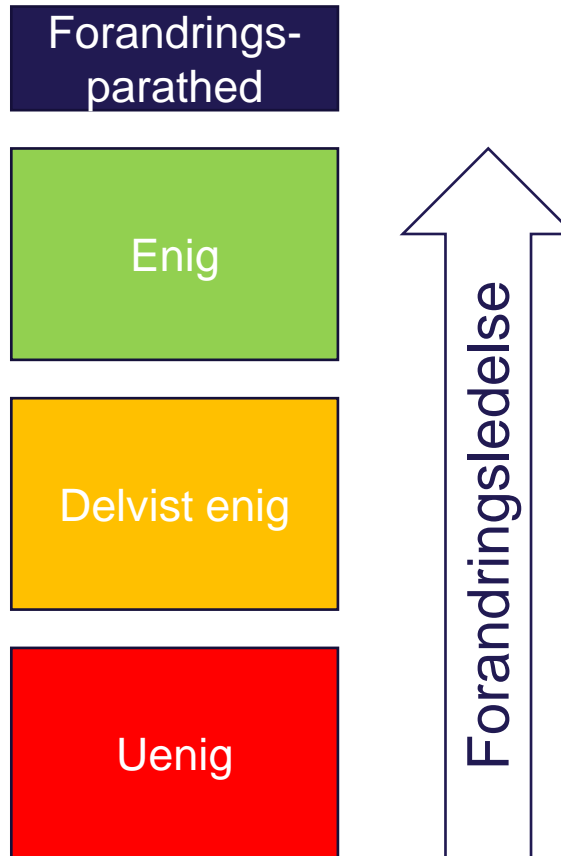 Forandrings-
parathed
Enig
Delvist enig
Uenig
Forandringsledelse